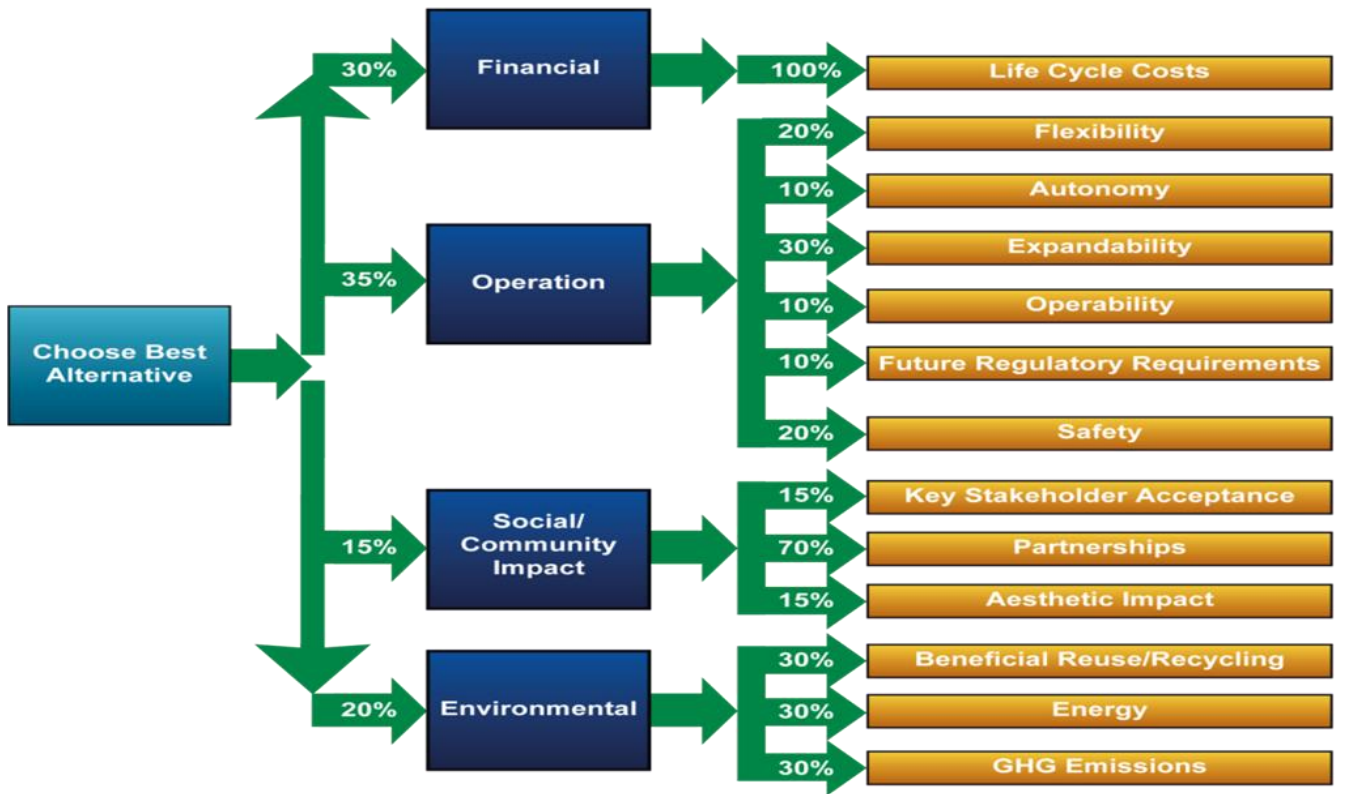 30%
Financial
100%
Life Cycle Costs
20%
Flexibility
10%
Autonomy
30%
Expandability
35%
Operation
10%
Operability
Choose Best
Alternative
10%
Future Regulatory Requirements
20%
Safety
15%
Key Stakeholder Acceptance
15%
Social/
Community
Impact
70%
Partnerships
15%
Aesthetic Impact
30%
Beneficial Reuse/Recycling
20%
Environmental
30%
Energy
30%
GHG Emissions